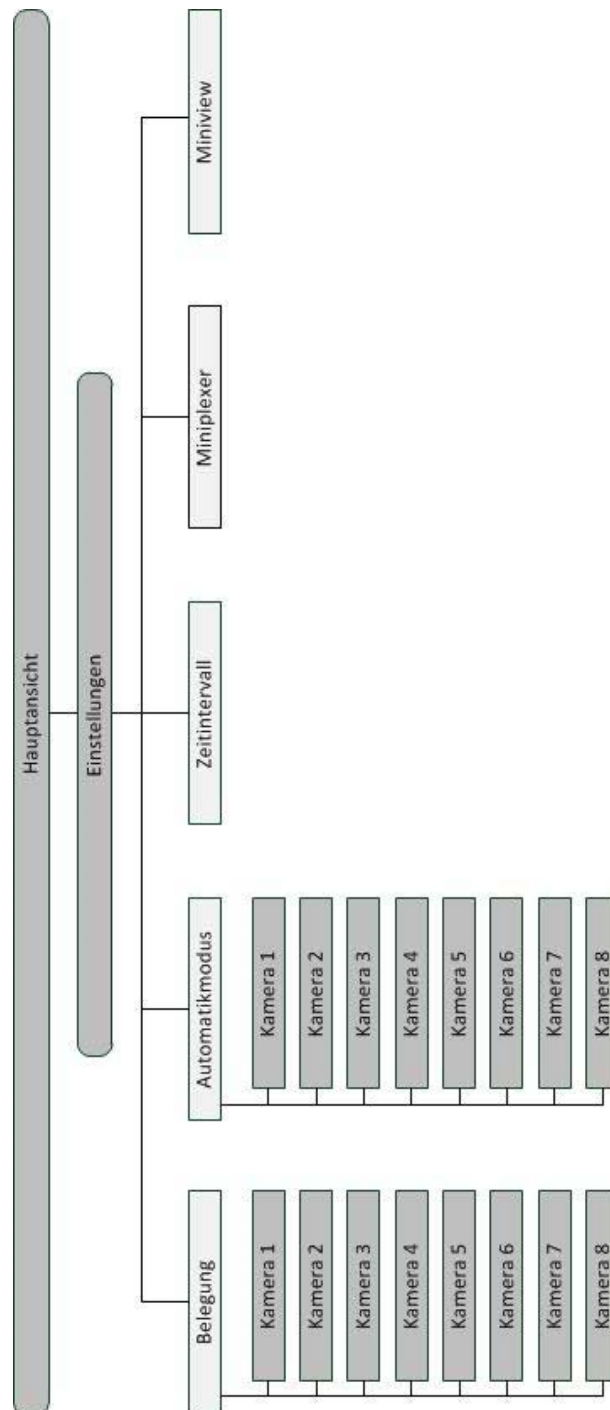 Hauptansicht
Einstellungen
Belegung
Kamera 1
Kamera 2
Kamera 3
Kamera 4
Kamera 5
Kamera 6
Kamera 7
Kamera 8
Automatikmodus
Kamera 1
Kamera 2
Kamera 3
Kamera 4
Kamera 5
Kamera 6
Kamera 7
Kamera 8
Zeitintervall
Miniplexer
Miniview